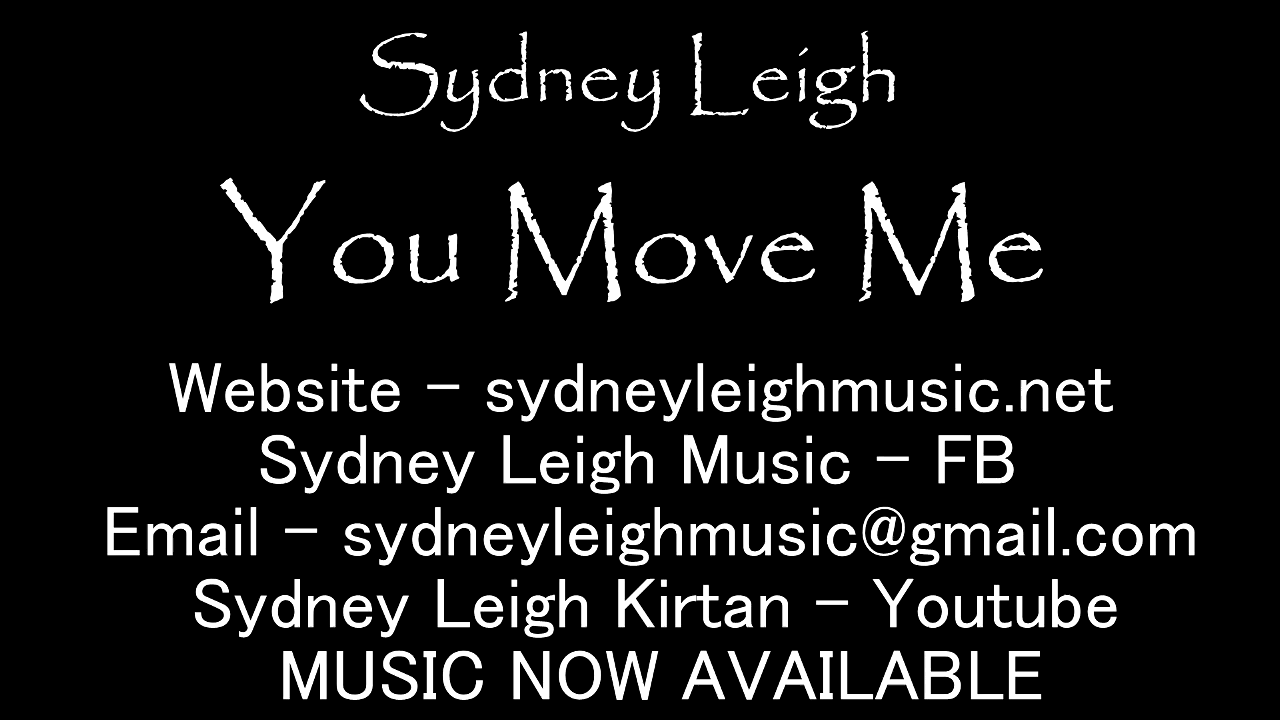 Sydney Leigh
You Move Me
Website - sydneyleighmusic.net
Sydney Leigh Music - FB
Email - sydneyleighmusic@gmail.com
Sydney Leigh Kirtan - Youtube
MUSIC NOW AVAILABLE